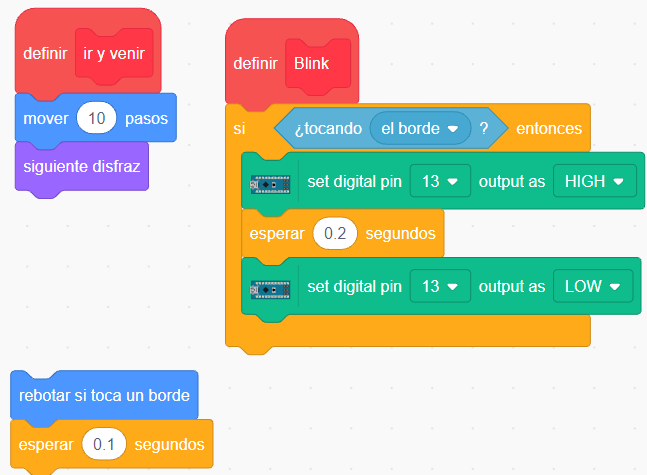 definir ir y venir
mover 10 pasos
siguiente disfraz
definir Blink
si ¿tocando el borde ? entonces
set digital pin 13 output as HIGH
esperar 0.2 segundos
set digital pin 13 output as LOW
rebotar si toca un borde
esperar 0.1 segundos